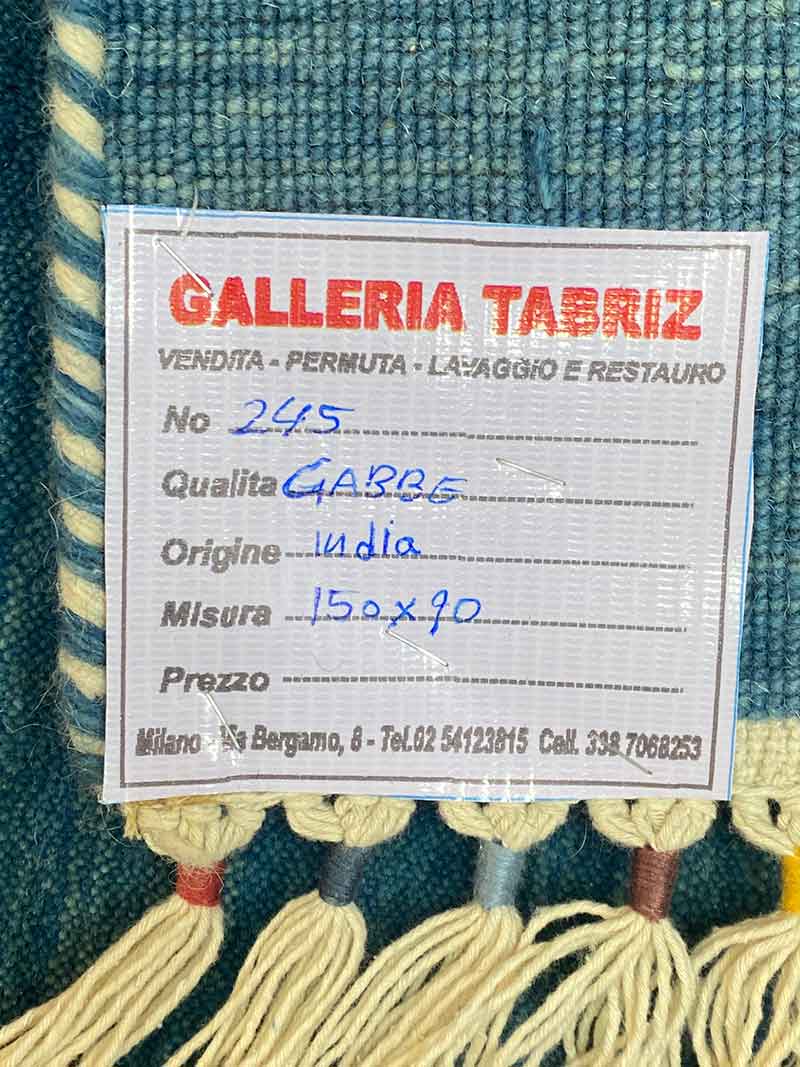 GALLERIA TABRIZ
VENDITA - PERMUTA - LAVAGGIO E RESTAURO
No 245
Qualita GABBE
Origine India
Misura 150x90
Prezzo
Milano - Via Bergamo, 8 - Tel.02 54123815 Cell. 338.7068253